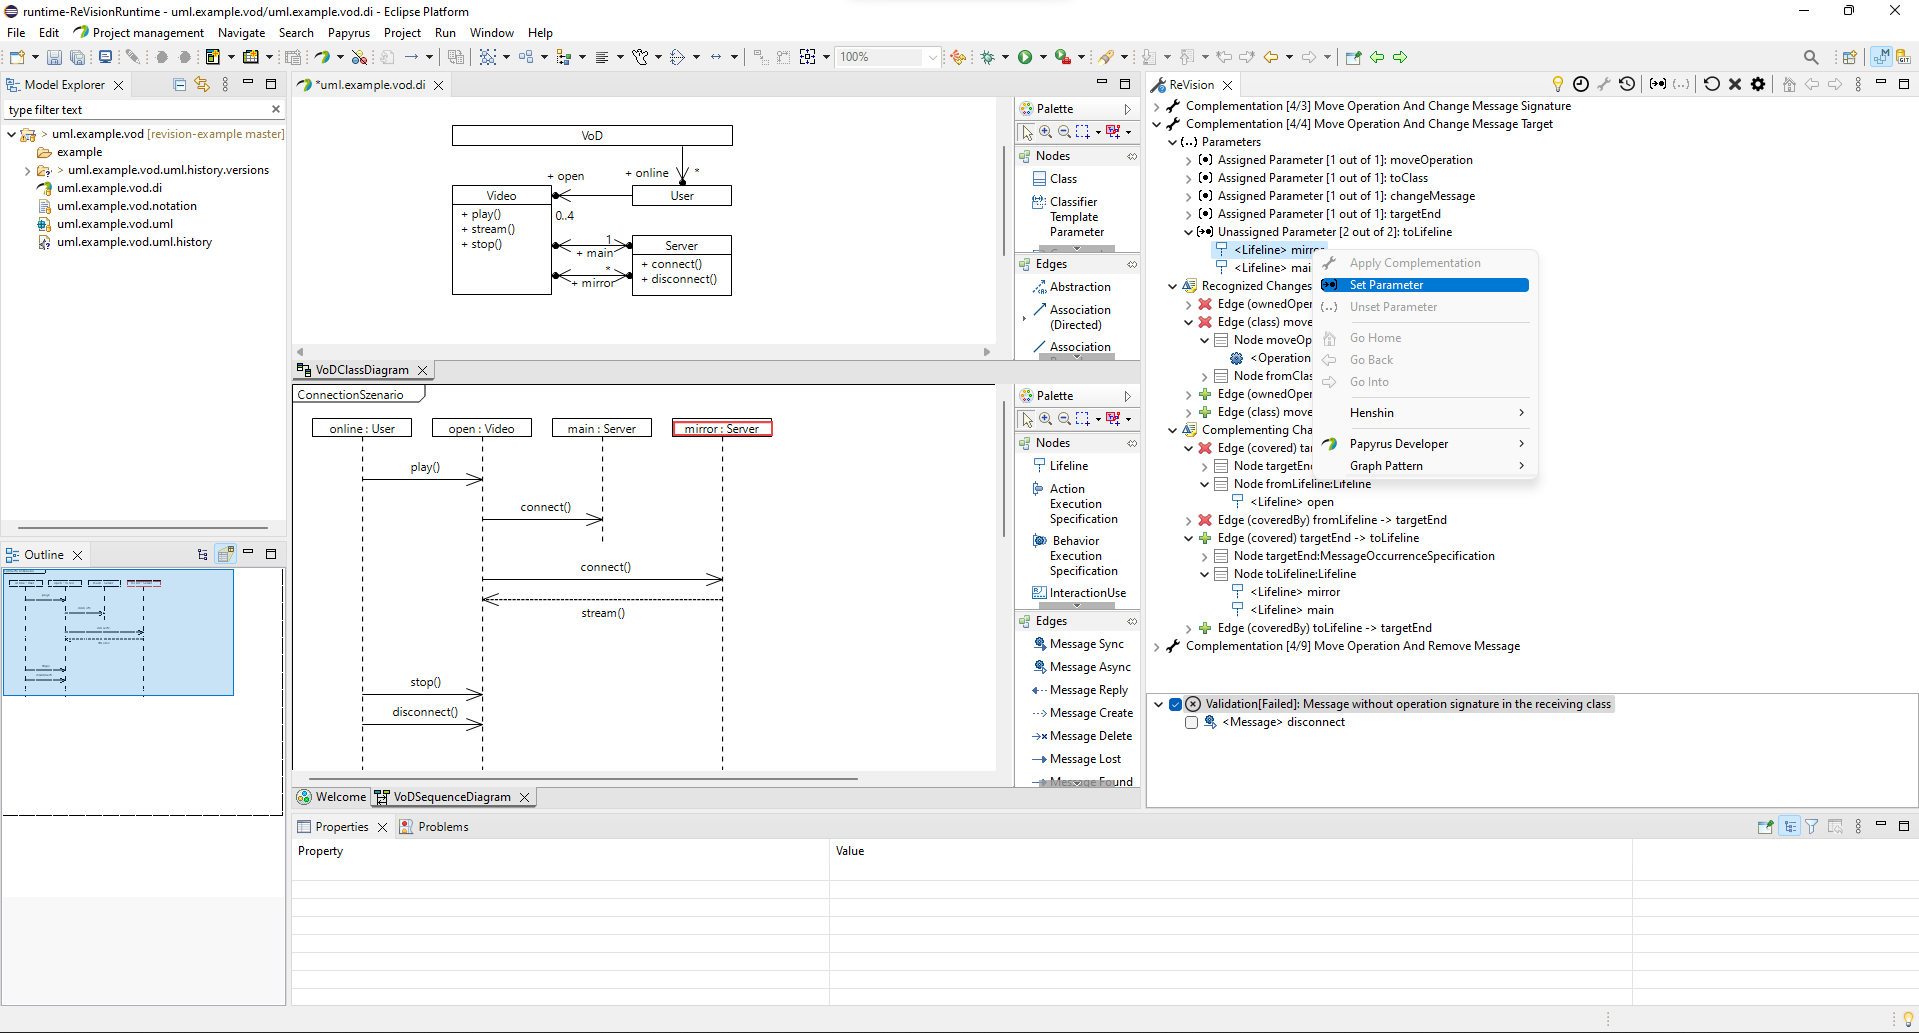 runtime-ReVisionRuntime - uml.example.vod/uml.example.vod.di - Eclipse Platform
File Edit Project management Navigate Search Papyrus Project Run Window Help
100%
Model Explorer
type filter text
> uml.example.vod [revision-example master]
example
> uml.example.vod.uml.history.versions
uml.example.vod.di
uml.example.vod.notation
uml.example.vod.uml
uml.example.vod.uml.history
Outline
*uml.example.vod.di
VoD
+ open
+ online
*
Video
User
+ play()
+ stream()
+ stop()
0..4
1
+ main
*
+ mirror
Server
+ connect()
+ disconnect()
Palette
Nodes
Class
Classifier
Template
Parameter
Edges
Abstraction
Association
(Directed)
Association
VoDClassDiagram
ConnectionSzenario
online : User
open : Video
main : Server
mirror : Server
play()
connect()
connect()
stream()
stop()
disconnect()
Palette
Nodes
Lifeline
Action
Execution
Specification
Behavior
Execution
Specification
InteractionUse
Edges
Message Sync
Message Async
Message Reply
Message Create
Message Delete
Message Lost
Message Found
Welcome
VoDSequenceDiagram
Properties
Problems
Property
Value
ReVision
Complementation [4/3] Move Operation And Change Message Signature
Complementation [4/4] Move Operation And Change Message Target
Parameters
Assigned Parameter [1 out of 1]: moveOperation
Assigned Parameter [1 out of 1]: toClass
Assigned Parameter [1 out of 1]: changeMessage
Assigned Parameter [1 out of 1]: targetEnd
Unassigned Parameter [2 out of 2]: toLifeline
<Lifeline> mirror
<Lifeline> mai
Recognized Changes
Edge (ownedOper
Edge (class) move
Node moveOp
<Operation
Node fromClas
Edge (ownedOper
Edge (class) move
Complementing Cha
Edge (covered) tar
Node targetEnd
Node fromLifeline:Lifeline
<Lifeline> open
Edge (coveredBy) fromLifeline -> targetEnd
Edge (covered) targetEnd -> toLifeline
Node targetEnd:MessageOccurrenceSpecification
Node toLifeline:Lifeline
<Lifeline> mirror
<Lifeline> main
Edge (coveredBy) toLifeline -> targetEnd
Complementation [4/9] Move Operation And Remove Message
Apply Complementation
Set Parameter
Unset Parameter
Go Home
Go Back
Go Into
Henshin
Papyrus Developer
Graph Pattern
Validation[Failed]: Message without operation signature in the receiving class
<Message> disconnect